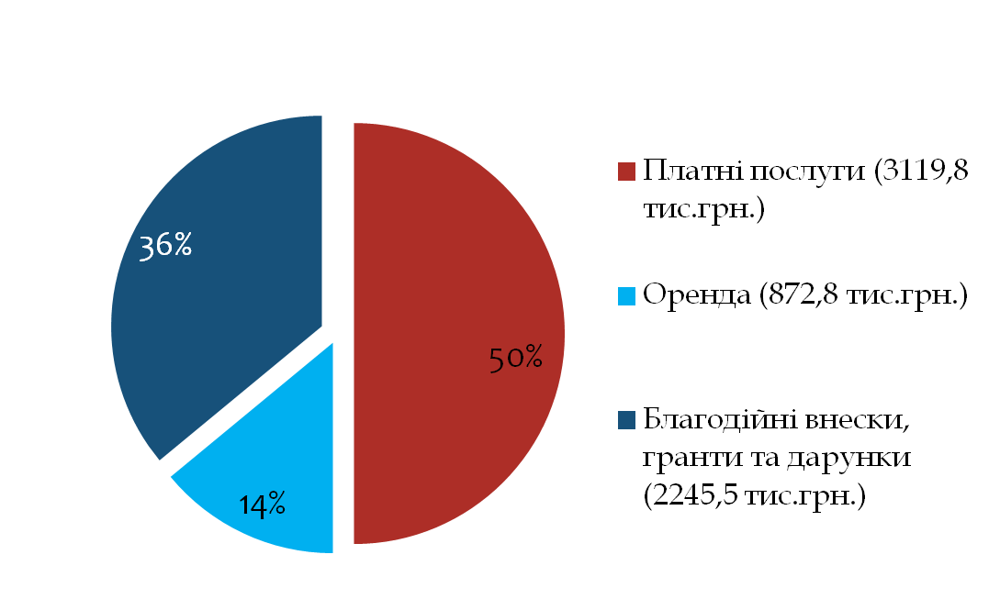 36%
50%
14%
Платні послуги (3119,8
тис.грн.)
Оренда (872,8 тис.грн.)
Благодійні внески,
гранти та дарунки
(2245,5 тис.грн.)